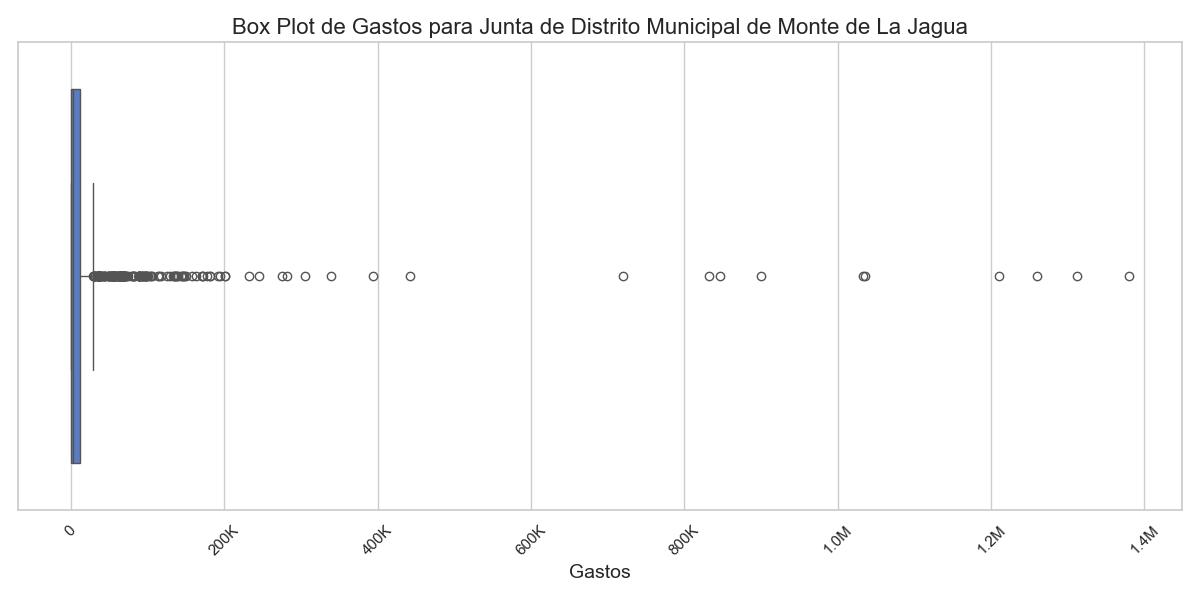 Box Plot de Gastos para Junta de Distrito Municipal de Monte de La Jagua
0
200K
400K
600K
800K
1.0M
1.2M
1.4M
Gastos